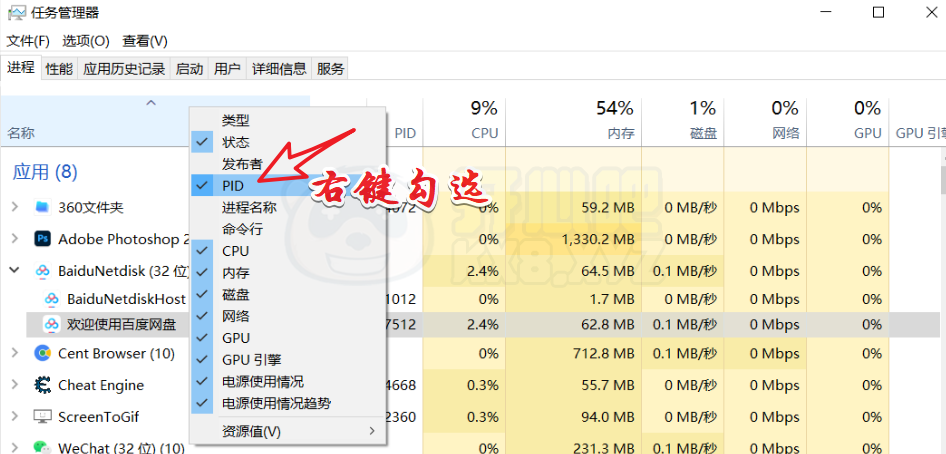 任务管理器
文件(F) 选项(O) 查看(V)
进程 性能 应用历史记录 启动 用户 详细信息 服务
9% 54% 1% 0% 0%
名称 PID CPU 内存 磁盘 网络 GPU GPU 引擎
应用 (8)
360文件夹 4672 0% 59.2 MB 0 MB/秒 0 Mbps 0%
Adobe Photoshop 2 0% 1,330.2 MB 0 MB/秒 0 Mbps 0%
BaiduNetdisk (32 位) 2.4% 64.5 MB 0.1 MB/秒 0 Mbps 0%
BaiduNetdiskHost 1012 0% 1.7 MB 0 MB/秒 0 Mbps 0%
欢迎使用百度网盘 7512 2.4% 62.8 MB 0.1 MB/秒 0 Mbps 0%
Cent Browser (10) 0% 712.8 MB 0.1 MB/秒 0 Mbps 0%
Cheat Engine 4668 0.3% 55.7 MB 0 MB/秒 0 Mbps 0%
ScreenToGif 2360 0.3% 94.0 MB 0 MB/秒 0 Mbps 0%
WeChat (32 位) (10) 0% 231.3 MB 0.1 MB/秒 0 Mbps 0%
类型
状态
发布者
PID
进程名称
命令行
CPU
内存
磁盘
网络
GPU
GPU 引擎
电源使用情况
电源使用情况趋势
资源值(V)
右键勾选